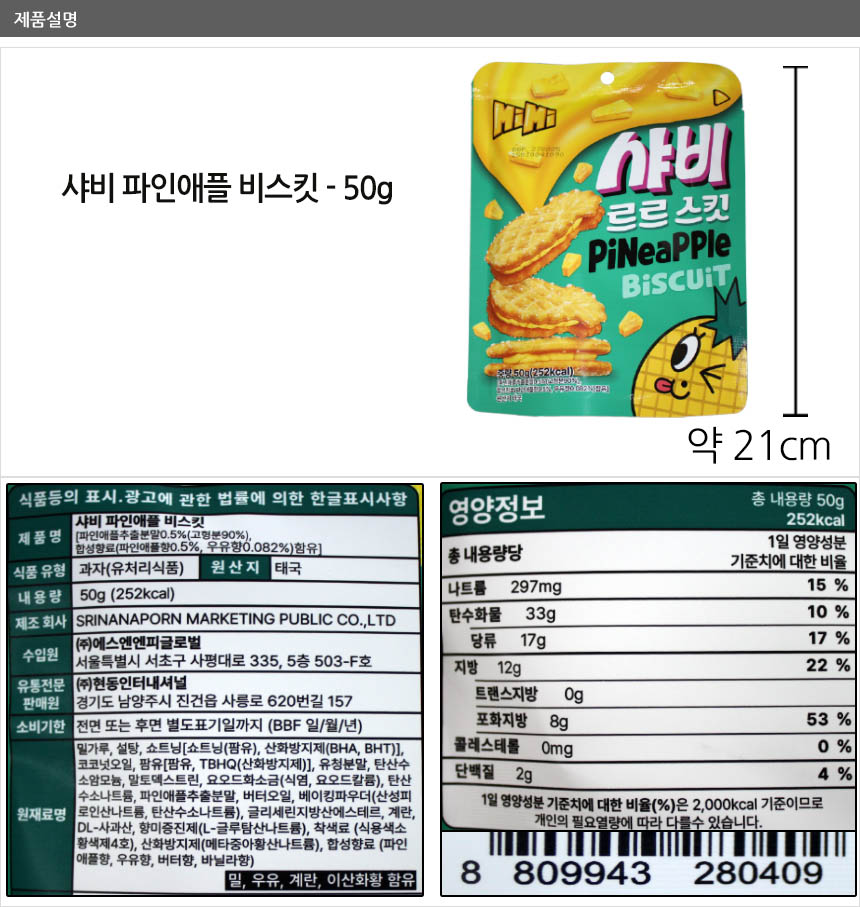 제품설명
샤비 파인애플 비스킷 - 50g
MiMi
샤비
르르 스킷
PiNeaPPle
BiSCUiT
중량 50g(252kcal)
약 21cm
식품등의 표시.광고에 관한 법률에 의한 한글표시사항
제 품 명
샤비 파인애플 비스킷
[파인애플추출분말0.5%(고형분90%),
합성향료(파인애플향0.5%, 우유향0.082%)함유]
식품 유형 과자(유처리식품) 원 산 지 태국
내 용 량 50g (252kcal)
제조 회사 SRINANAPORN MARKETING PUBLIC CO.,LTD
수입원
(주)에스엔엔피글로벌
서울특별시 서초구 사평대로 335, 5층 503-F호
유통전문
판매원
(주)현동인터내셔널
경기도 남양주시 진건읍 사릉로 620번길 157
소비기한 전면 또는 후면 별도표기일까지 (BBF 일/월/년)
원재료명
밀가루, 설탕, 쇼트닝[쇼트닝(팜유), 산화방지제(BHA, BHT)],
코코넛오일, 팜유[팜유, TBHQ(산화방지제)], 유청분말, 탄산수
소암모늄, 말토덱스트린, 요오드화소금(식염, 요오드칼륨), 탄산
수소나트륨, 파인애플추출분말, 버터오일, 베이킹파우더(산성피
로인산나트륨, 탄산수소나트륨), 글리세린지방산에스테르, 계란,
DL-사과산, 향미증진제(L-글루탐산나트륨), 착색료 (식용색소
황색제4호), 산화방지제(메타중아황산나트륨), 합성향료 (파인
애플향, 우유향, 버터향, 바닐라향)
밀, 우유, 계란, 이산화황 함유
영양정보
총 내용량 50g
252kcal
총 내용량당
1일 영양성분
기준치에 대한 비율
나트륨 297mg 15 %
탄수화물 33g 10 %
당류 17g 17 %
지방 12g 22 %
트랜스지방 0g
포화지방 8g 53 %
콜레스테롤 0mg 0 %
단백질 2g 4 %
1일 영양성분 기준치에 대한 비율(%)은 2,000kcal 기준이므로
개인의 필요열량에 따라 다를수 있습니다.
8 809943 280409